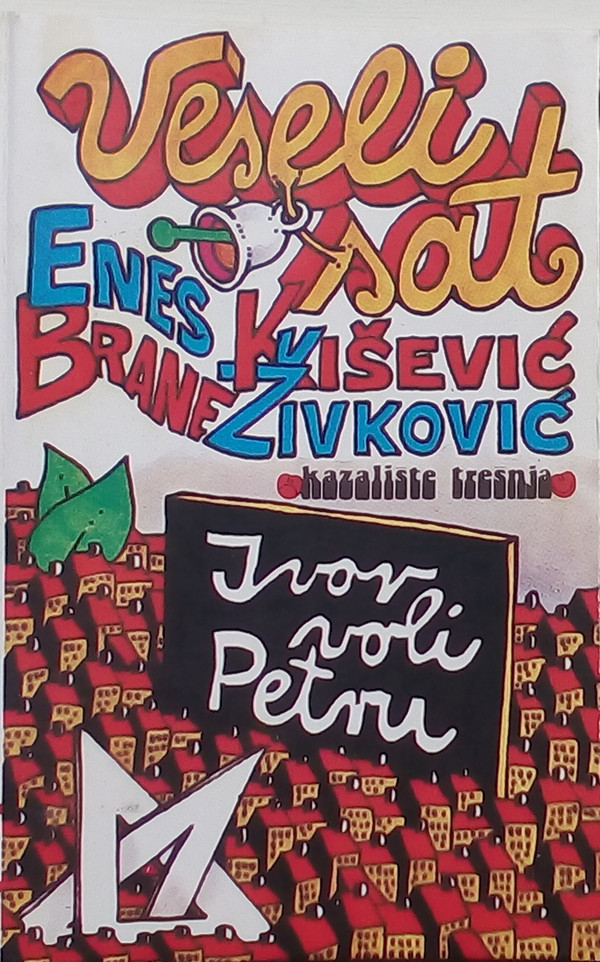 Veseli
sat
ENES KIŠEVIĆ
BRANE ŽIVKOVIĆ
kazalište trešnja
Ivor
voli
Petru